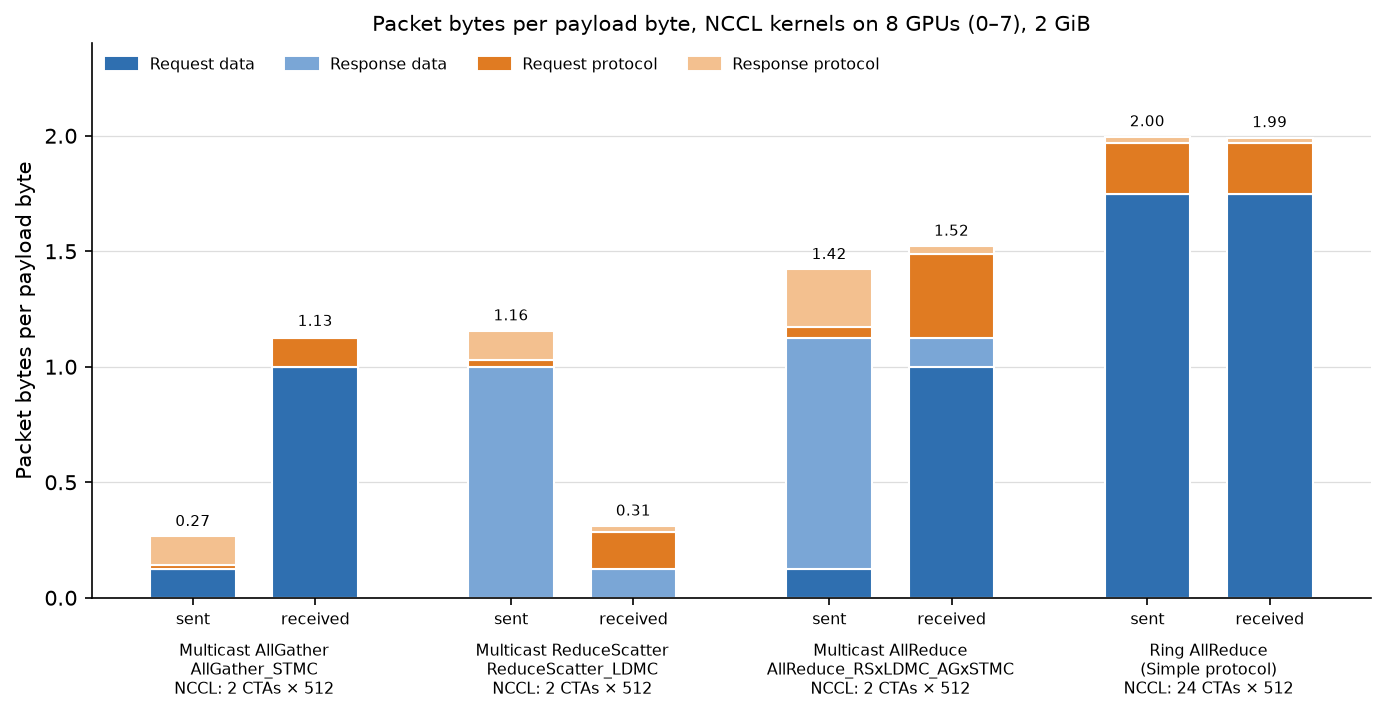 Packet bytes per payload byte, NCCL kernels on 8 GPUs (0–7), 2 GiB
Request data
Response data
Request protocol
Response protocol
Packet bytes per payload byte
2.0
1.5
1.0
0.5
0.0
0.27
1.13
1.16
0.31
1.42
1.52
2.00
1.99
sent
received
sent
received
sent
received
sent
received
Multicast AllGather
AllGather_STMC
NCCL: 2 CTAs × 512
Multicast ReduceScatter
ReduceScatter_LDMC
NCCL: 2 CTAs × 512
Multicast AllReduce
AllReduce_RSxLDMC_AGxSTMC
NCCL: 2 CTAs × 512
Ring AllReduce
(Simple protocol)
NCCL: 24 CTAs × 512